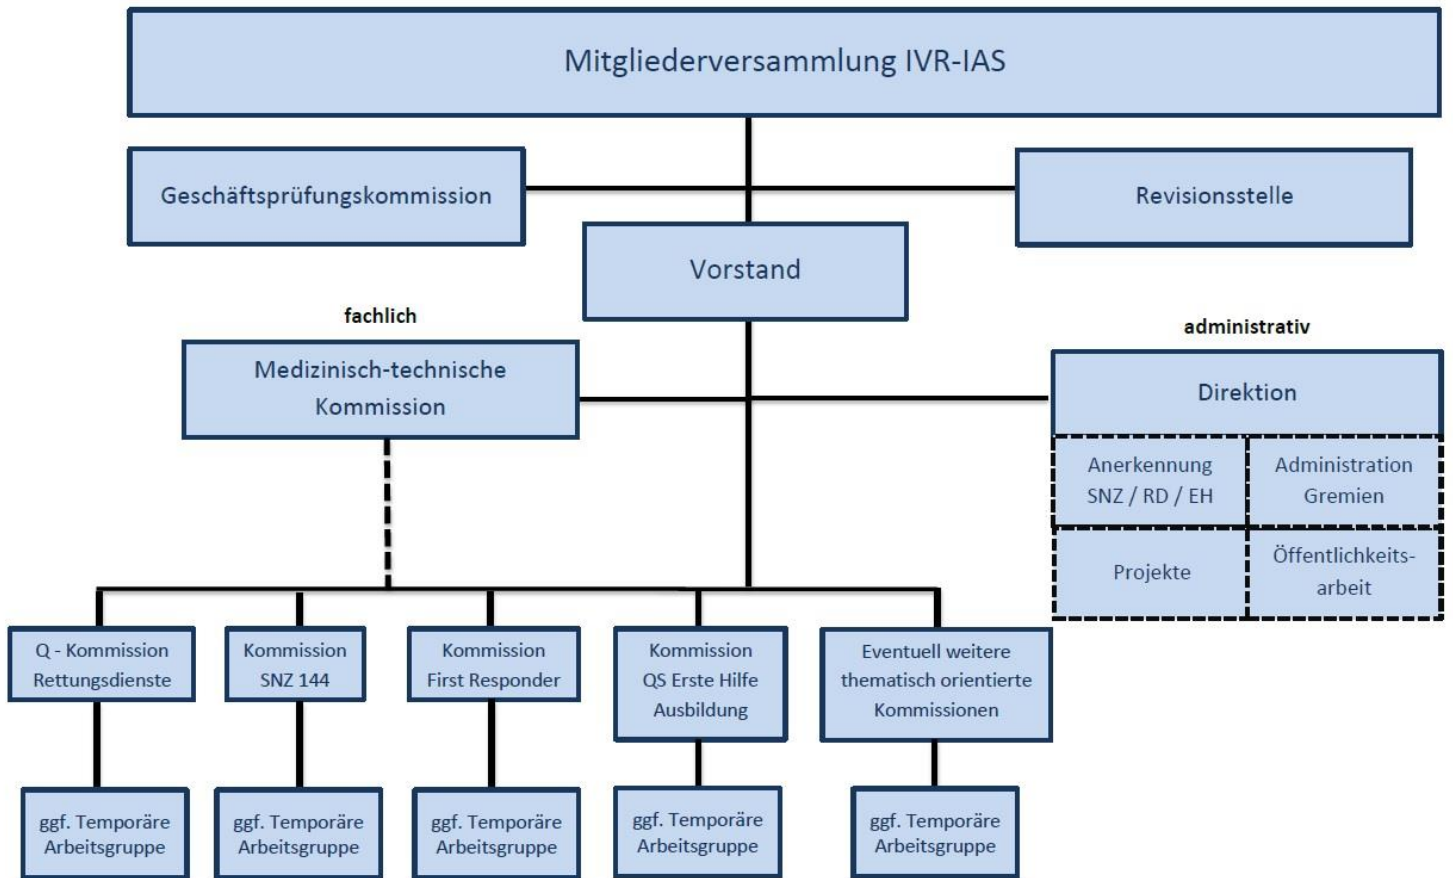 Mitgliederversammlung IVR-IAS
Geschäftsprüfungskommission
Revisionsstelle
Vorstand
fachlich
administrativ
Medizinisch-technische
Kommission
Direktion
Anerkennung
SNZ / RD / EH
Administration
Gremien
Projekte
Öffentlichkeits-
arbeit
Q - Kommission
Rettungsdienste
Kommission
SNZ 144
Kommission
First Responder
Kommission
QS Erste Hilfe
Ausbildung
Eventuell weitere
thematisch orientierte
Kommissionen
ggf. Temporäre
Arbeitsgruppe
ggf. Temporäre
Arbeitsgruppe
ggf. Temporäre
Arbeitsgruppe
ggf. Temporäre
Arbeitsgruppe
ggf. Temporäre
Arbeitsgruppe